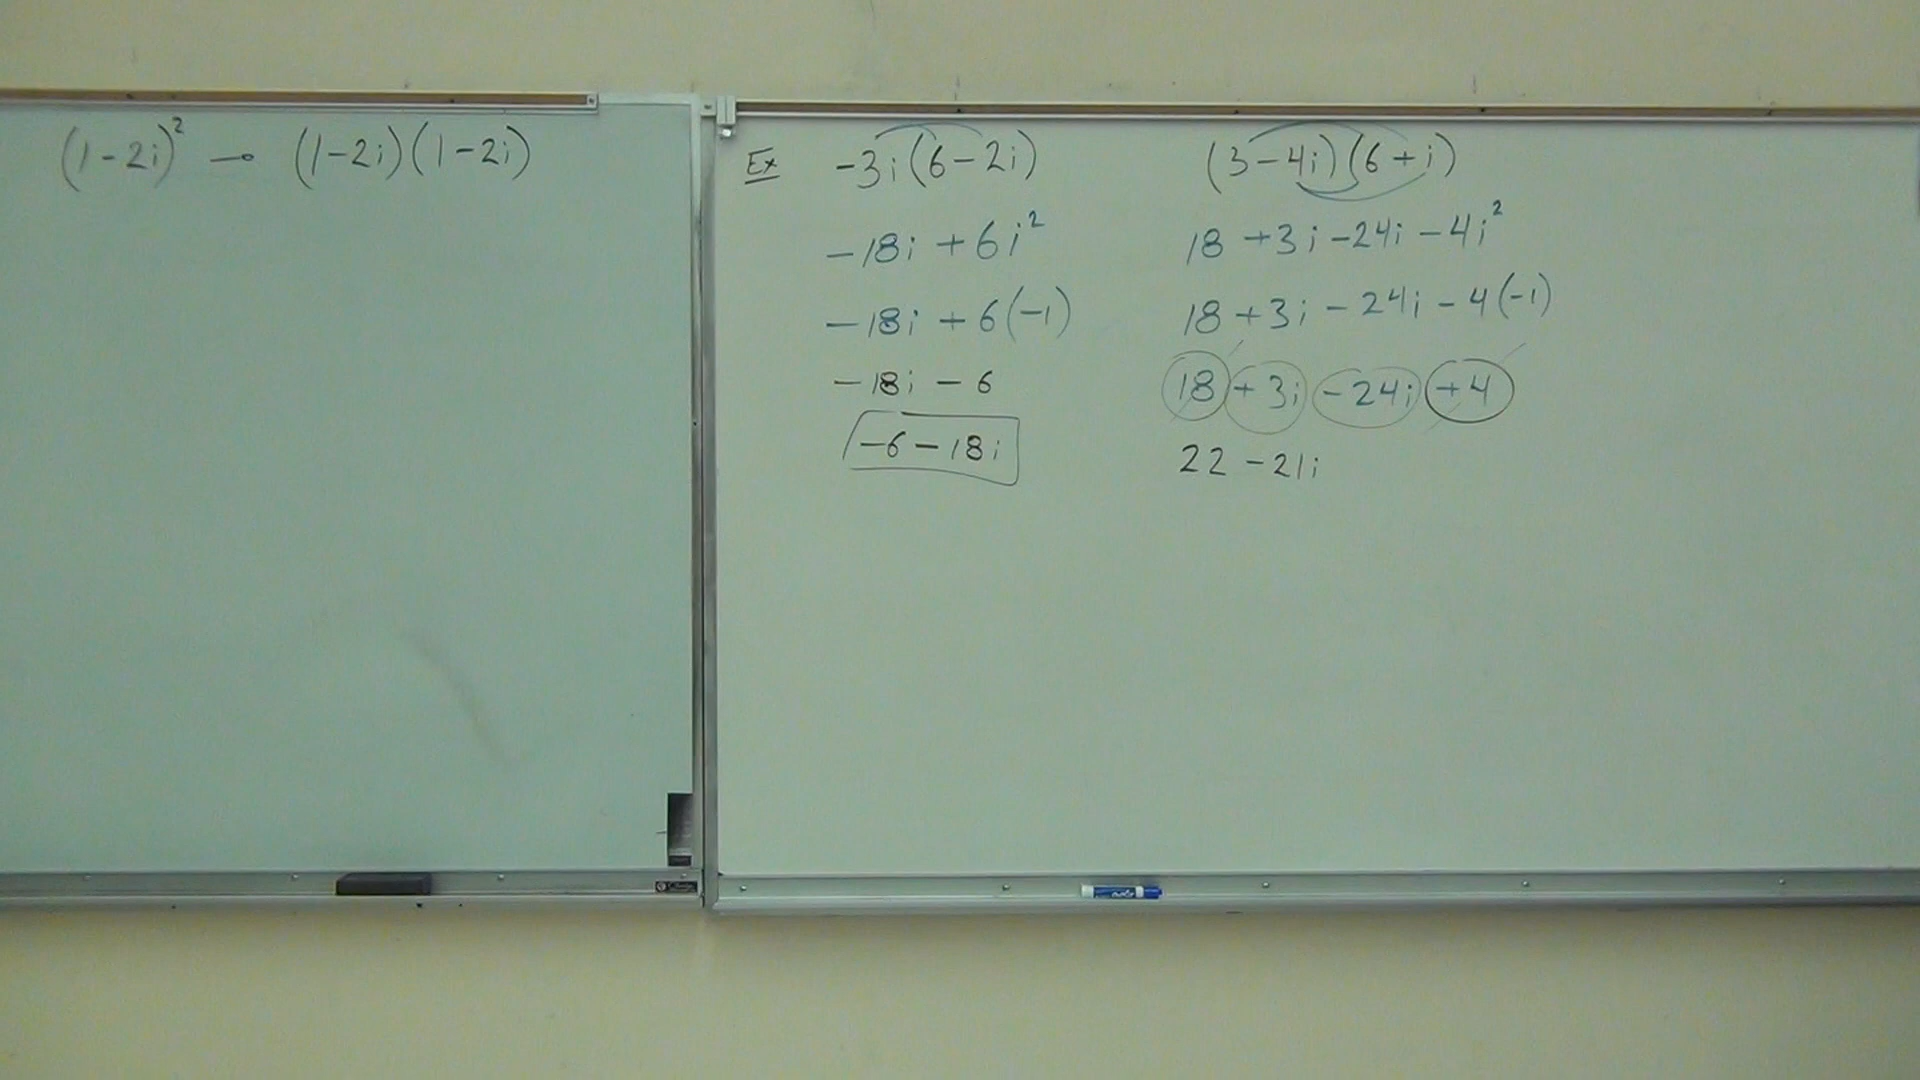 (1-2i)² → (1-2i)(1-2i)
Ex -3i(6-2i)
-18i + 6i²
-18i + 6(-1)
-18i - 6
-6 - 18i
(3-4i)(6+i)
18 + 3i - 24i - 4i²
18 + 3i - 24i - 4(-1)
18 + 3i - 24i + 4
22 - 21i